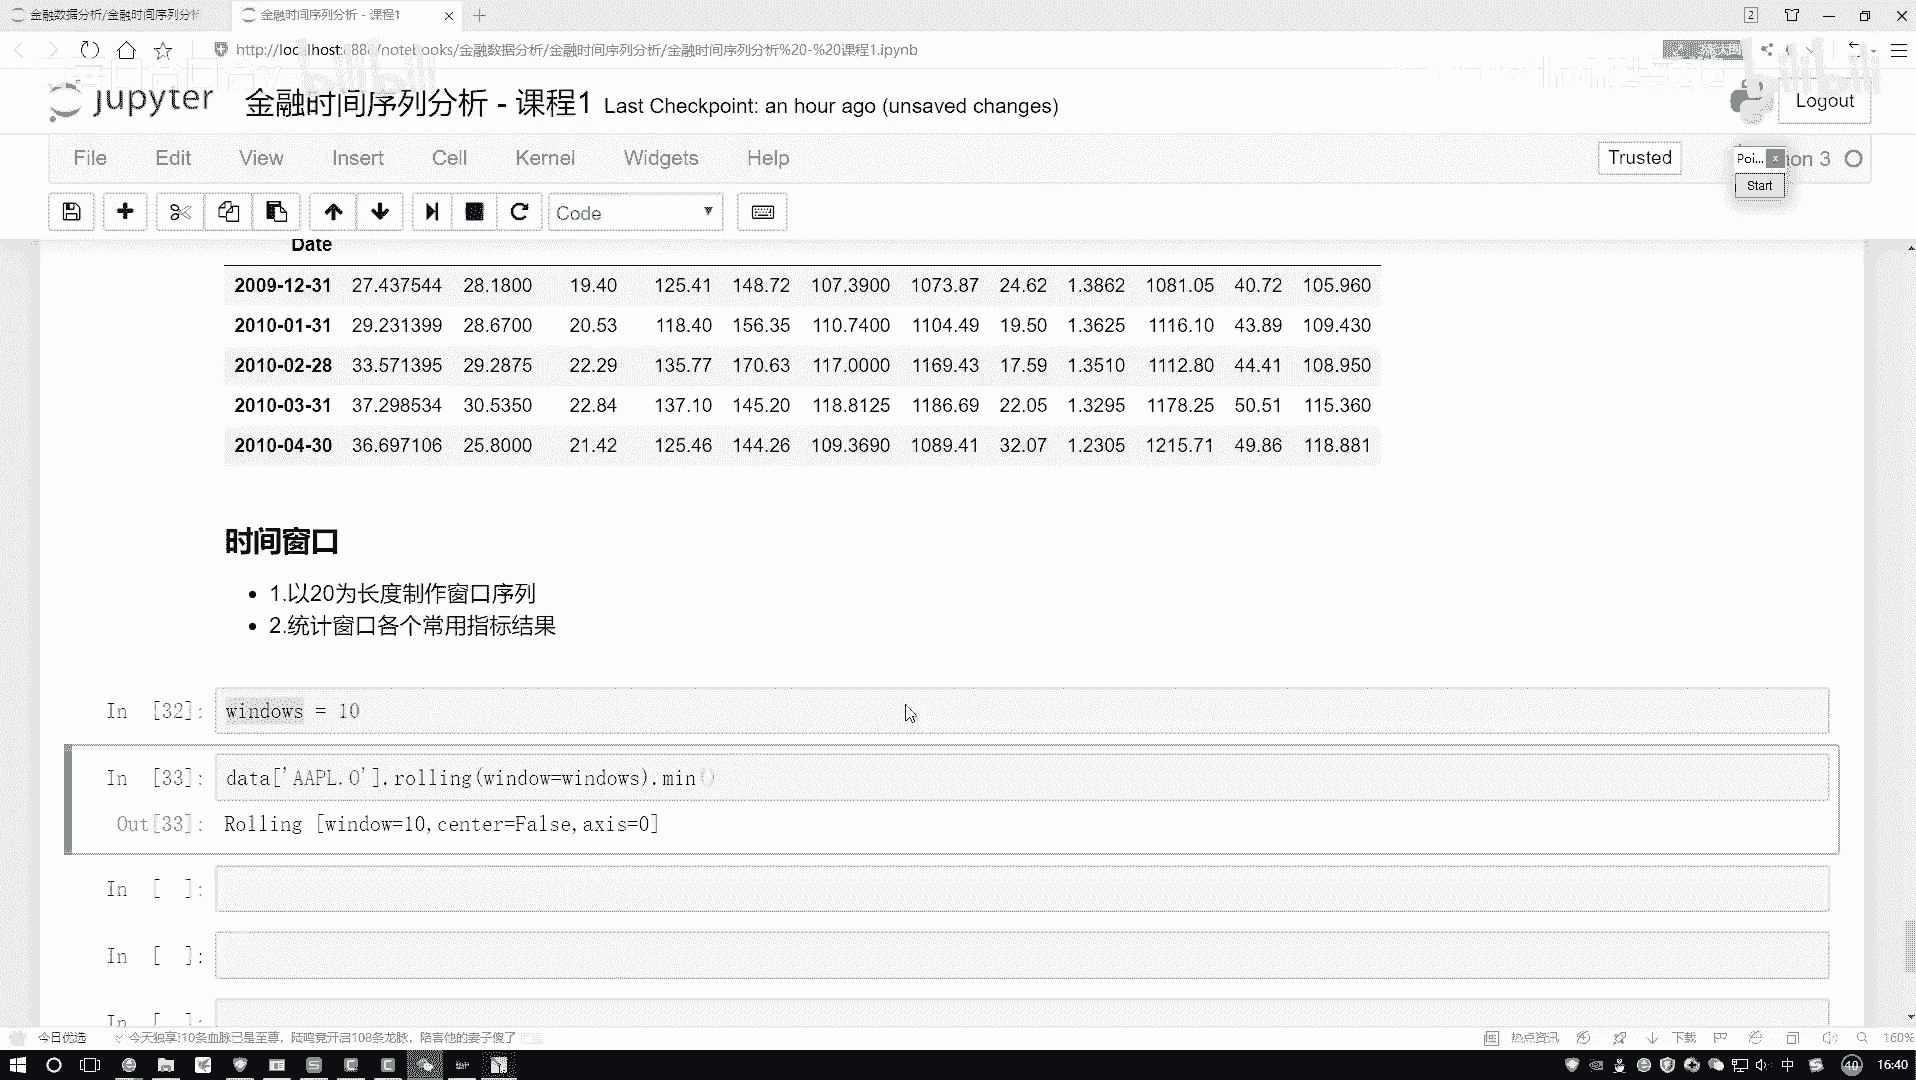 金融数据分析/金融时间序列分析
金融时间序列分析 - 课程1
2
/notebooks/金融数据分析/金融时间序列分析/金融时间序列分析%20-%20课程1.ipynb
bilibili
jupyter
金融时间序列分析 - 课程1 Last Checkpoint: an hour ago (unsaved changes)
Logout
File Edit View Insert Cell Kernel Widgets Help
Trusted
Poi...
Start
Code
Date
2009-12-31 27.437544 28.1800 19.40 125.41 148.72 107.3900 1073.87 24.62 1.3862 1081.05 40.72 105.960
2010-01-31 29.231399 28.6700 20.53 118.40 156.35 110.7400 1104.49 19.50 1.3625 1116.10 43.89 109.430
2010-02-28 33.571395 29.2875 22.29 135.77 170.63 117.0000 1169.43 17.59 1.3510 1112.80 44.41 108.950
2010-03-31 37.298534 30.5350 22.84 137.10 145.20 118.8125 1186.69 22.05 1.3295 1178.25 50.51 115.360
2010-04-30 36.697106 25.8000 21.42 125.46 144.26 109.3690 1089.41 32.07 1.2305 1215.71 49.86 118.881
时间窗口
1.以20为长度制作窗口序列
2.统计窗口各个常用指标结果
In [32]: windows = 10
In [33]: data['AAPL.O'].rolling(window=windows).min()
Out[33]: Rolling [window=10,center=False,axis=0]
In [ ]:
In [ ]:
In [ ]:
今日优选 今天独享!10条血脉已是至尊，陆鸣竟开启108条龙脉，陷害他的妻子傻了
热点资讯 下载 160%
中 40 16:40